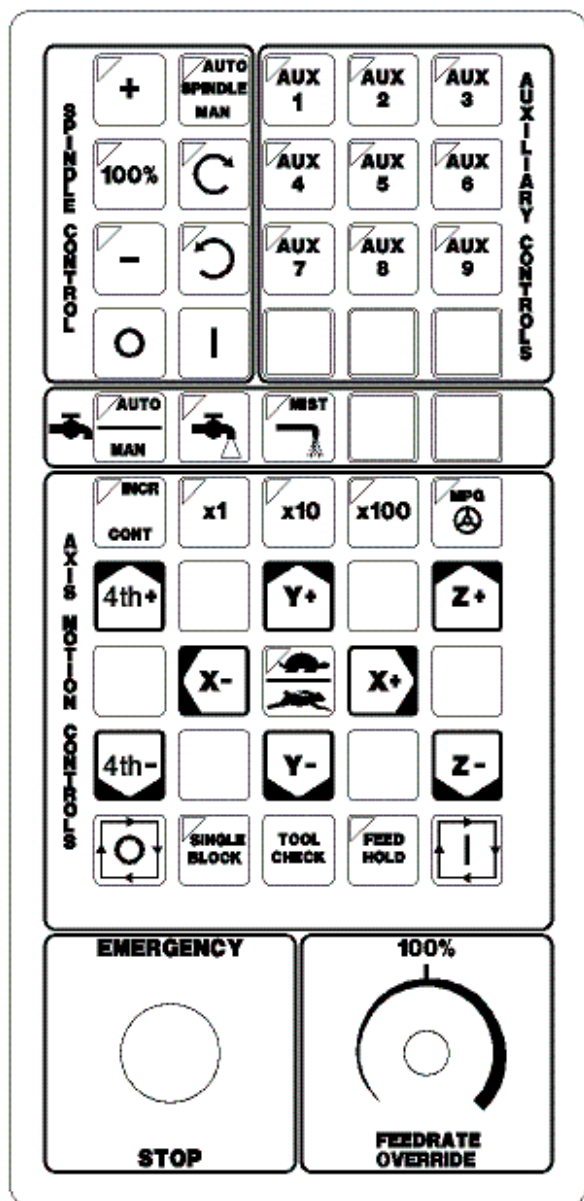 SPINDLE CONTROL
+
AUTO
SPINDLE
MAN
AUX
1
AUX
2
AUX
3
100%
AUX
4
AUX
5
AUX
6
-
AUX
7
AUX
8
AUX
9
O
I
AUXILIARY CONTROLS
AUTO
MAN
MIST
AXIS MOTION CONTROLS
INCR
CONT
x1
x10
x100
MPG
4th+
Y+
Z+
X-
X+
4th-
Y-
Z-
O
SINGLE
BLOCK
TOOL
CHECK
FEED
HOLD
I
EMERGENCY
STOP
100%
FEEDRATE
OVERRIDE